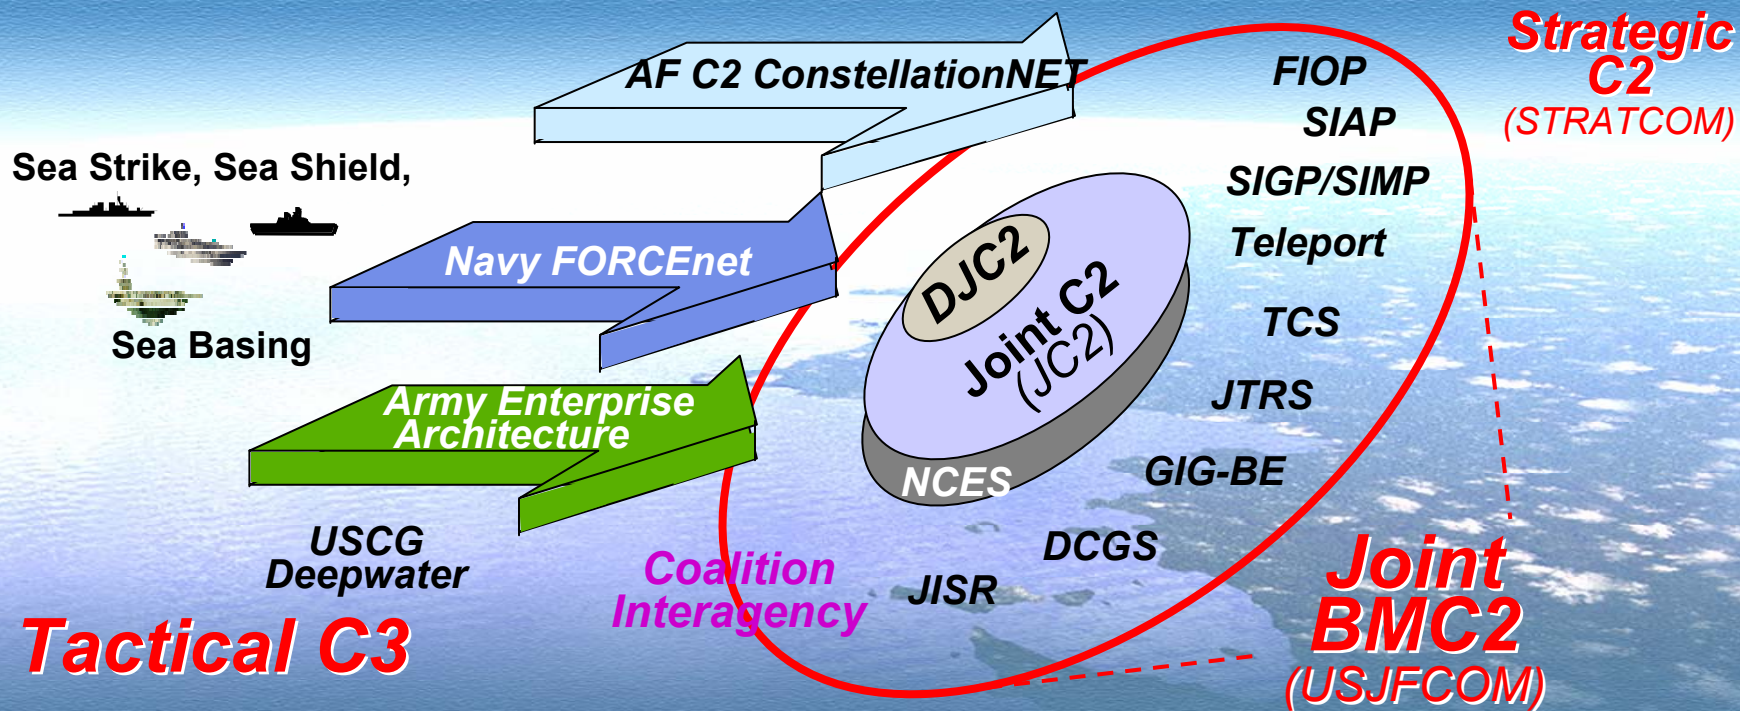 AF C2 ConstellationNET
FIOP
Strategic
C2
(STRATCOM)
SIAP
Sea Strike, Sea Shield,
SIGP/SIMP
Navy FORCEnet
DJC2
Teleport
Joint C2
(JC2)
TCS
Sea Basing
Army Enterprise
Architecture
JTRS
NCES
GIG-BE
USCG
Deepwater
DCGS
Coalition
Interagency
JISR
Joint
BMC2
(USJFCOM)
Tactical C3